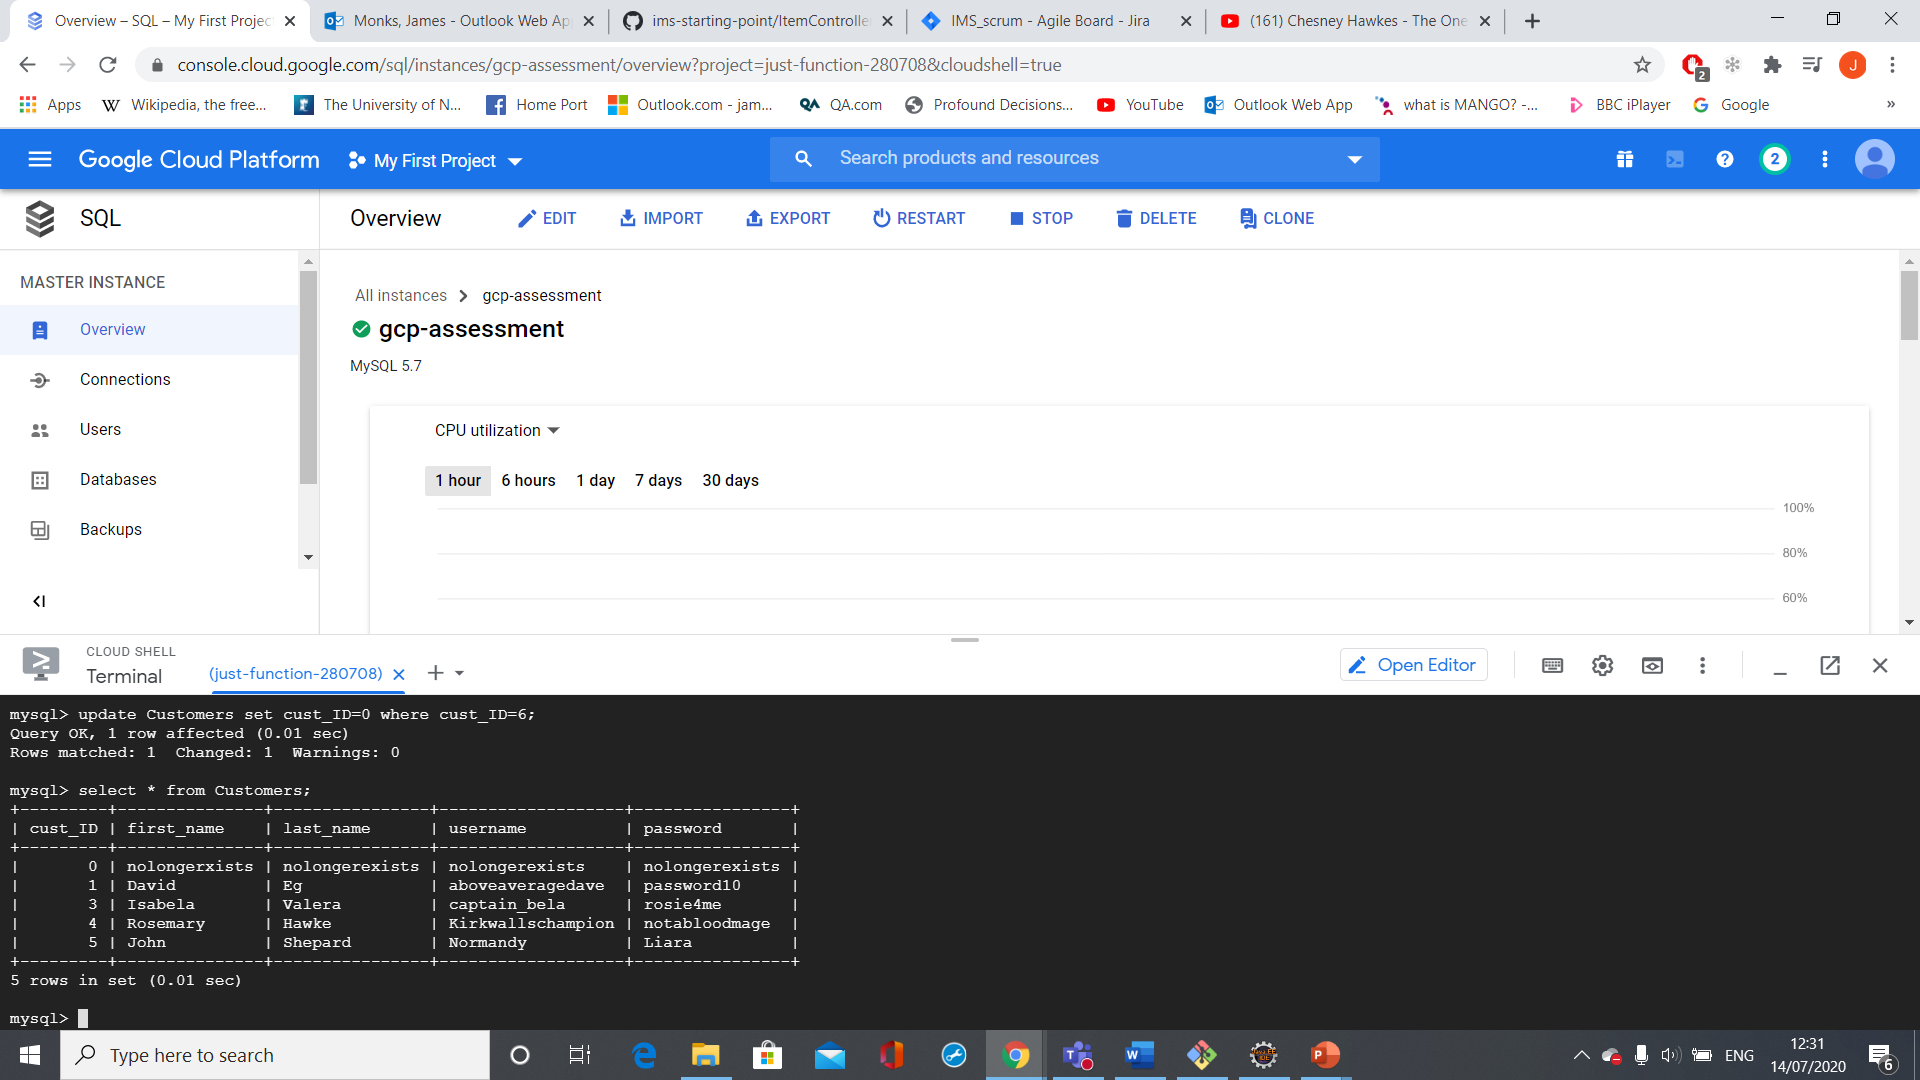 Overview – SQL – My First Projec
Monks, James - Outlook Web Ap
ims-starting-point/ItemControlle
IMS_scrum - Agile Board - Jira
(161) Chesney Hawkes - The One
console.cloud.google.com/sql/instances/gcp-assessment/overview?project=just-function-280708&cloudshell=true
2
J
Apps
Wikipedia, the free...
The University of N...
Home Port
Outlook.com - jam...
QA.com
Profound Decisions...
YouTube
Outlook Web App
what is MANGO? -...
BBC iPlayer
Google
»
Google Cloud Platform
My First Project
Search products and resources
2
SQL
Overview
EDIT
IMPORT
EXPORT
RESTART
STOP
DELETE
CLONE
MASTER INSTANCE
Overview
Connections
Users
Databases
Backups
All instances > gcp-assessment
gcp-assessment
MySQL 5.7
CPU utilization
1 hour 6 hours 1 day 7 days 30 days
100%
80%
60%
CLOUD SHELL
Terminal
(just-function-280708)
Open Editor
mysql> update Customers set cust_ID=0 where cust_ID=6;
Query OK, 1 row affected (0.01 sec)
Rows matched: 1  Changed: 1  Warnings: 0
mysql> select * from Customers;
+---------+--------------+----------------+-------------------+----------------+
| cust_ID | first_name   | last_name      | username          | password       |
+---------+--------------+----------------+-------------------+----------------+
|       0 | nolongerxists | nolongerexists | nolongerexists    | nolongerexists |
|       1 | David        | Eg             | aboveaveragedave  | password10     |
|       3 | Isabela      | Valera         | captain_bela      | rosie4me       |
|       4 | Rosemary     | Hawke          | Kirkwallschampion | notabloodmage  |
|       5 | John         | Shepard        | Normandy          | Liara          |
+---------+--------------+----------------+-------------------+----------------+
5 rows in set (0.01 sec)
mysql>
Type here to search
ENG
12:31
14/07/2020
6